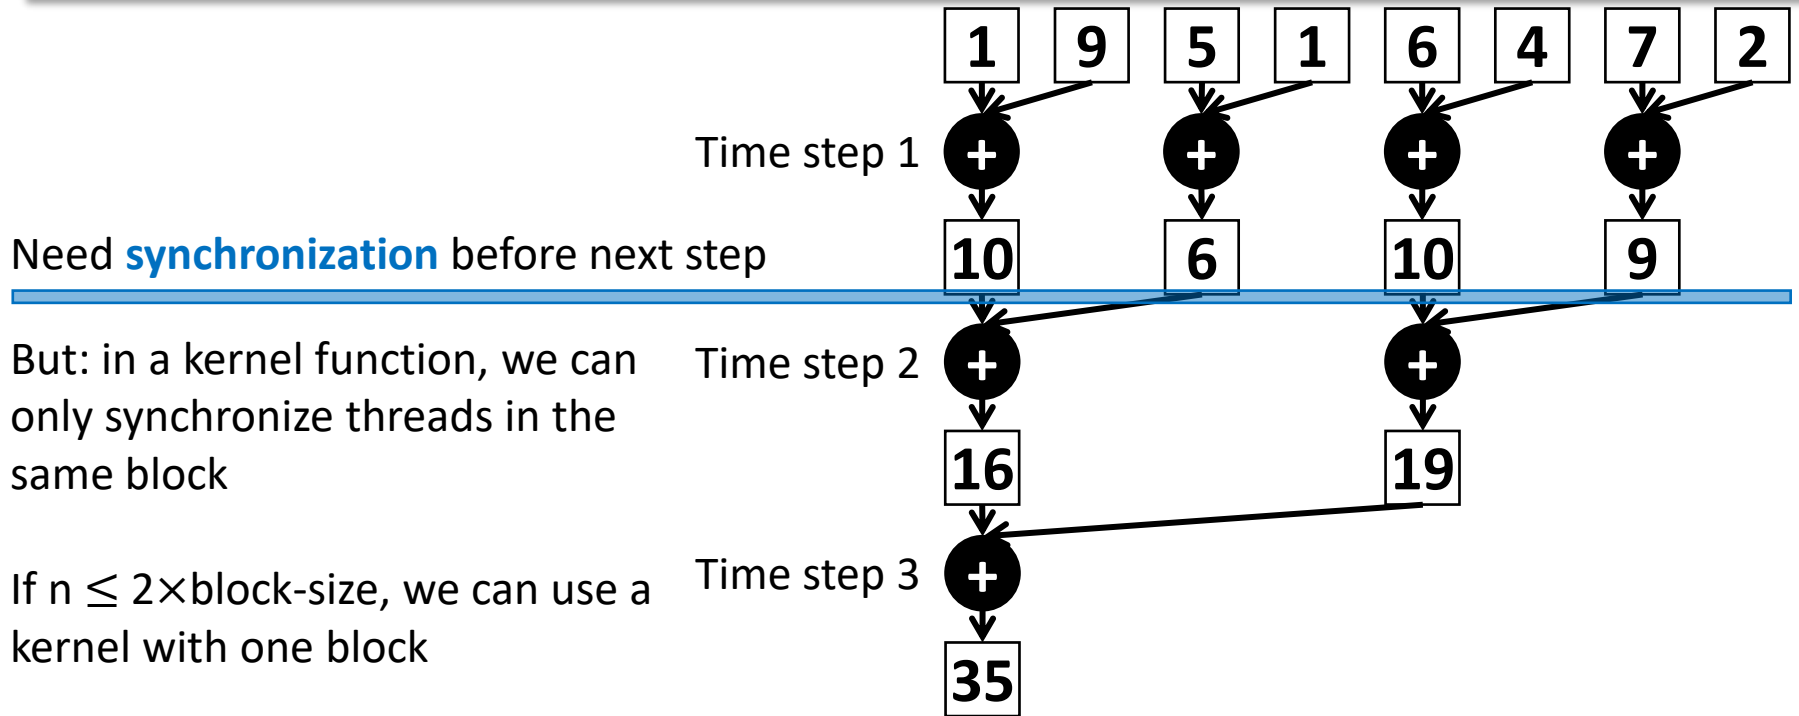 1 9 5 1 6 4 7 2
Time step 1 + + + +
Need synchronization before next step 10 6 10 9
But: in a kernel function, we can
only synchronize threads in the
same block
Time step 2 + +
16 19
If n ≤ 2×block-size, we can use a
kernel with one block
Time step 3 +
35